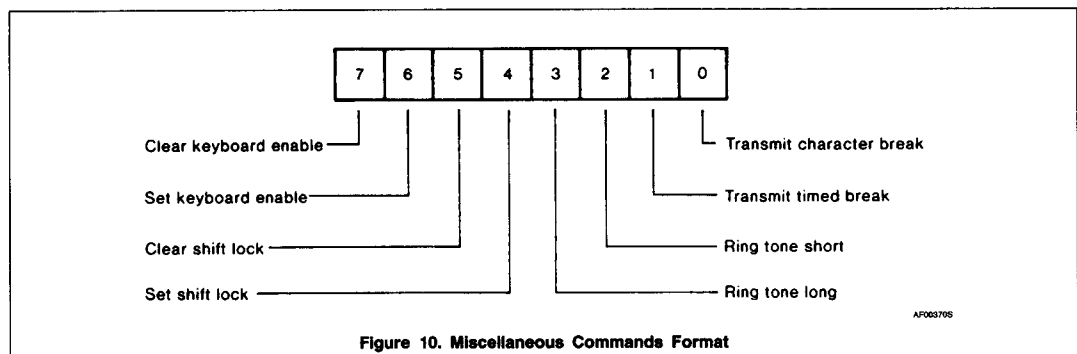 7 6 5 4 3 2 1 0
Clear keyboard enable
Set keyboard enable
Clear shift lock
Set shift lock
Transmit character break
Transmit timed break
Ring tone short
Ring tone long
AF00370S
Figure 10. Miscellaneous Commands Format